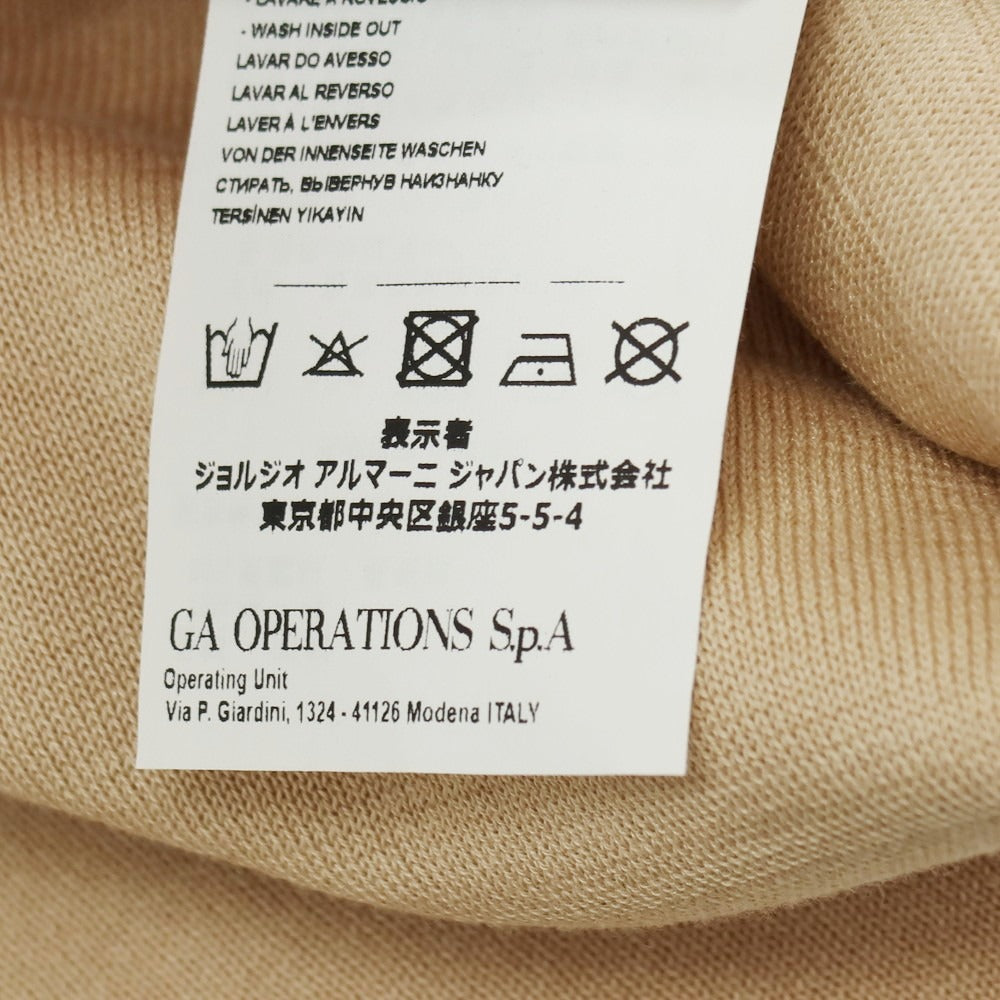 - LAVARE A ROVESCIO
- WASH INSIDE OUT
LAVAR DO AVESSO
LAVAR AL REVERSO
LAVER À L'ENVERS
VON DER INNENSEITE WASCHEN
СТИРАТЬ, ВЫВЕРНУВ НАИЗНАНКУ
TERSİNEN YIKAYIN
表示者
ジョルジオ アルマーニ ジャパン株式会社
東京都中央区銀座5-5-4
GA OPERATIONS S.p.A
Operating Unit
Via P. Giardini, 1324 - 41126 Modena ITALY